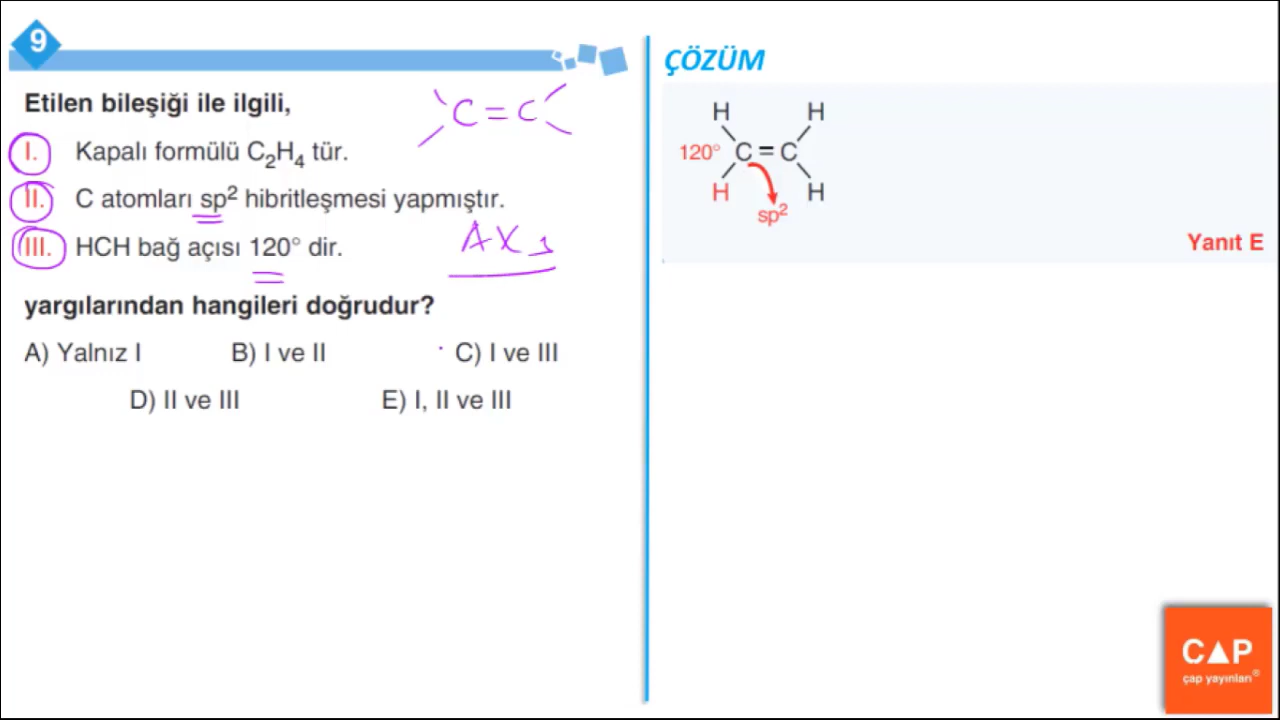 9
Etilen bileşiği ile ilgili,
C = C
I. Kapalı formülü C₂H₄ tür.
II. C atomları sp² hibritleşmesi yapmıştır.
III. HCH bağ açısı 120° dir.
AX₃
yargılarından hangileri doğrudur?
A) Yalnız I B) I ve II C) I ve III
D) II ve III E) I, II ve III
ÇÖZÜM
H H
120° C = C
H H
sp²
Yanıt E
CAP
çap yayınları®